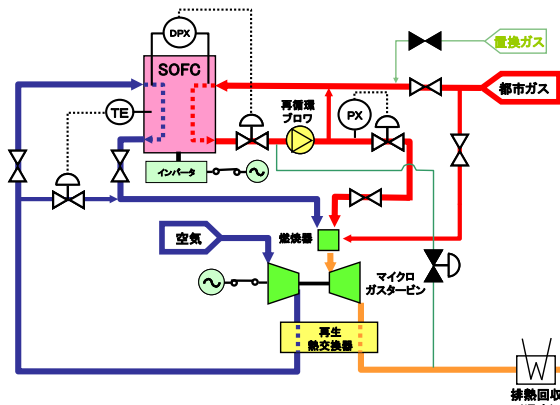 DPX
SOFC
置換ガス
都市ガス
TE
再循環
ブロワ
PX
インバータ
空気
燃焼器
マイクロ
ガスタービン
再生
熱交換器
排熱回収